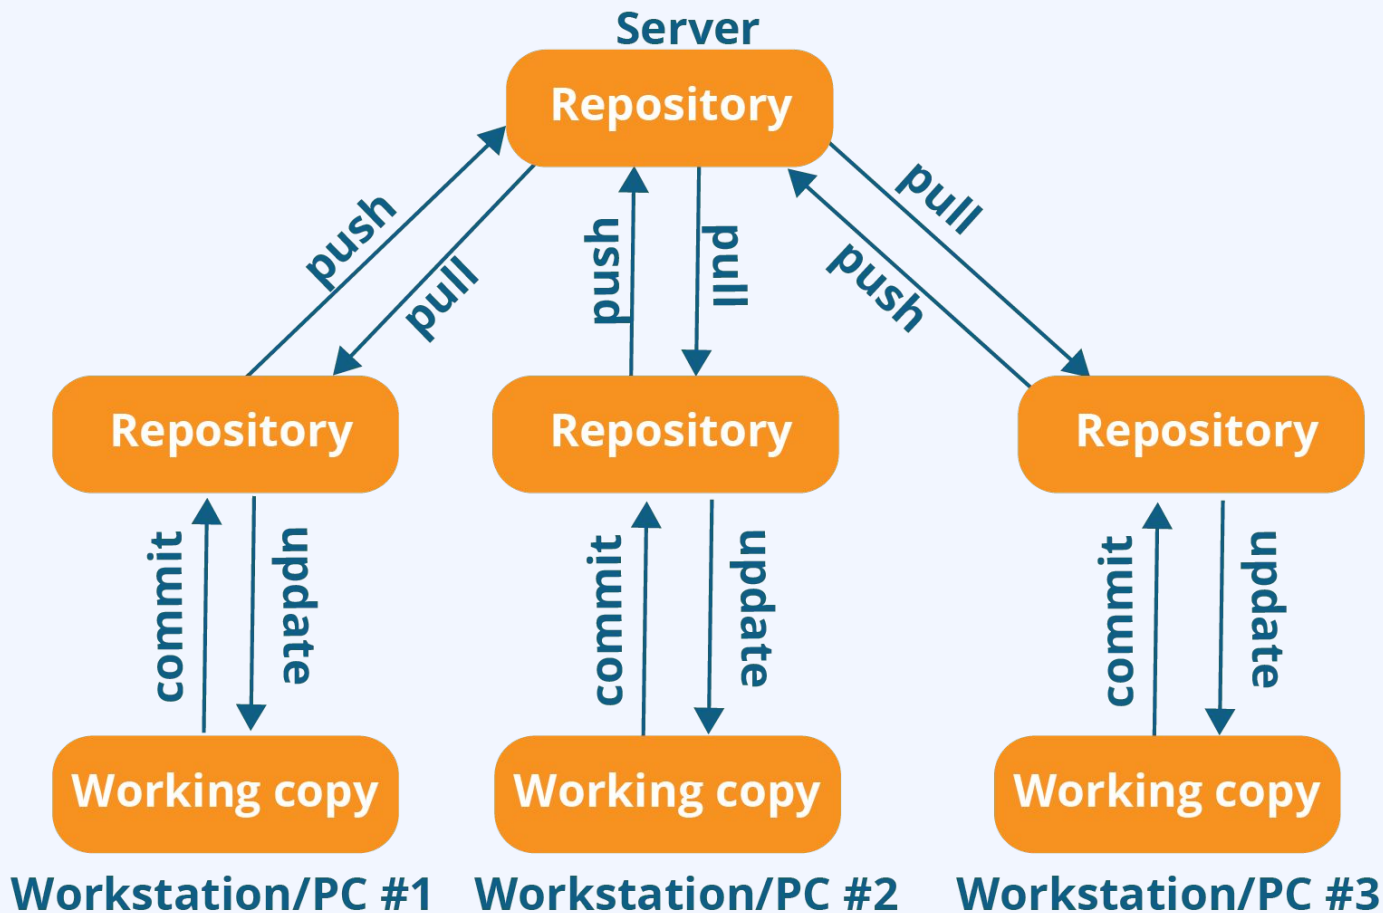 Server
Repository
push
pull
push
pull
push
pull
Repository
Repository
Repository
commit
update
commit
update
commit
update
Working copy
Working copy
Working copy
Workstation/PC #1
Workstation/PC #2
Workstation/PC #3